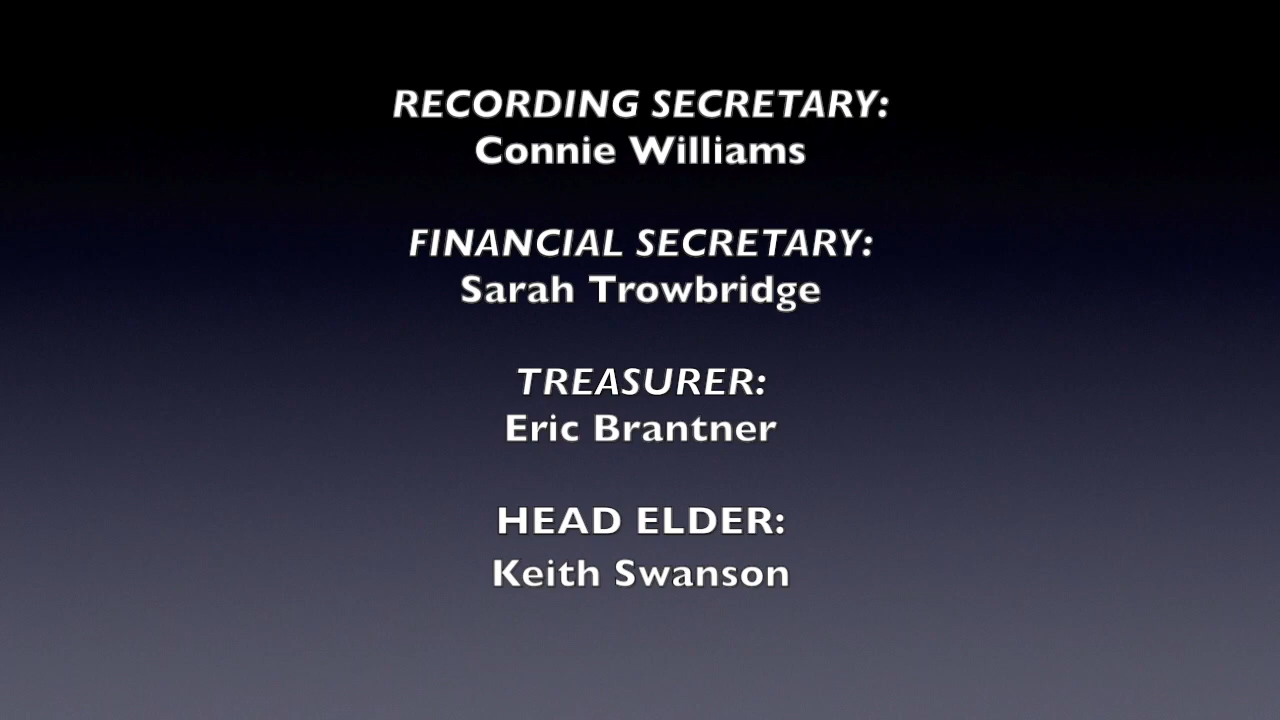 RECORDING SECRETARY:
Connie Williams
FINANCIAL SECRETARY:
Sarah Trowbridge
TREASURER:
Eric Brantner
HEAD ELDER:
Keith Swanson